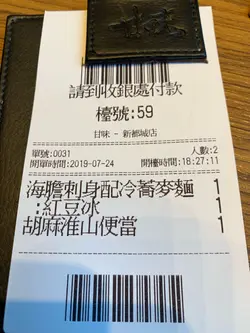 請到收銀處付款
檯號:59
甘味 - 新都城店
單號:0031 人數:2
開單時間:2019-07-24 開檯時間:18:27:11
海膽刺身配冷蕎麥麵 1
:紅豆冰 1
胡麻淮山便當 1